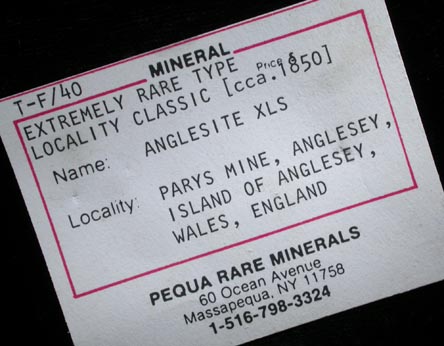 T-F/40
MINERAL
EXTREMELY RARE TYPE Price $
LOCALITY CLASSIC [cca.1850]
Name: ANGLESITE XLS
Locality: PARYS MINE, ANGLESEY,
ISLAND OF ANGLESEY,
WALES, ENGLAND
PEQUA RARE MINERALS
60 Ocean Avenue
Massapequa, NY 11758
1-516-798-3324